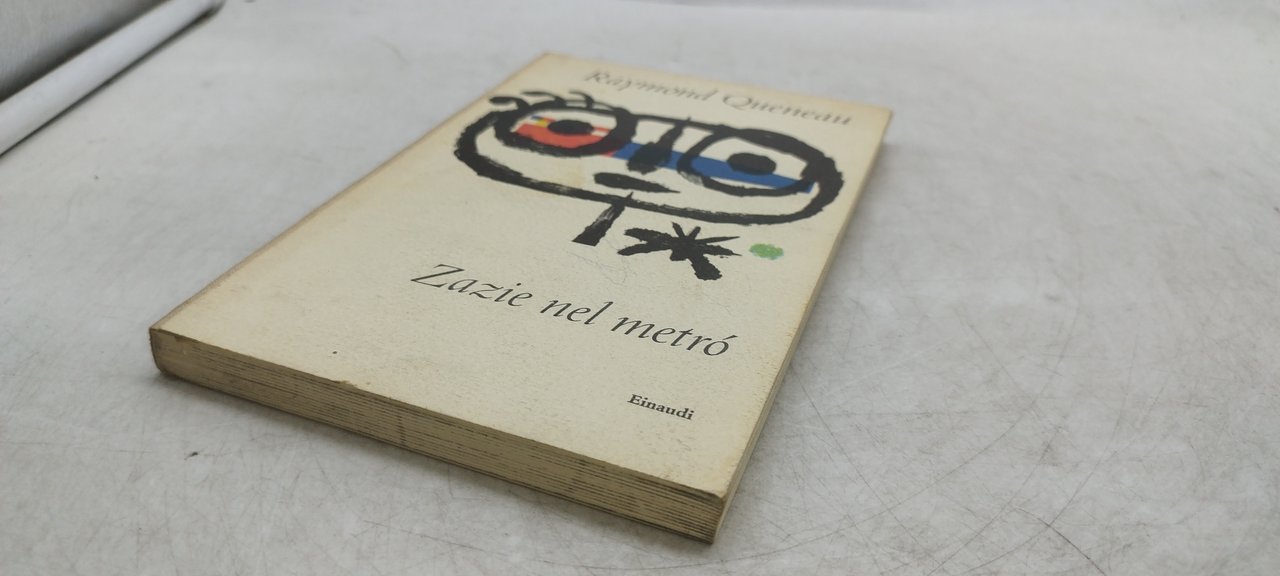 Raymond Queneau
Zazie nel metró
Einaudi